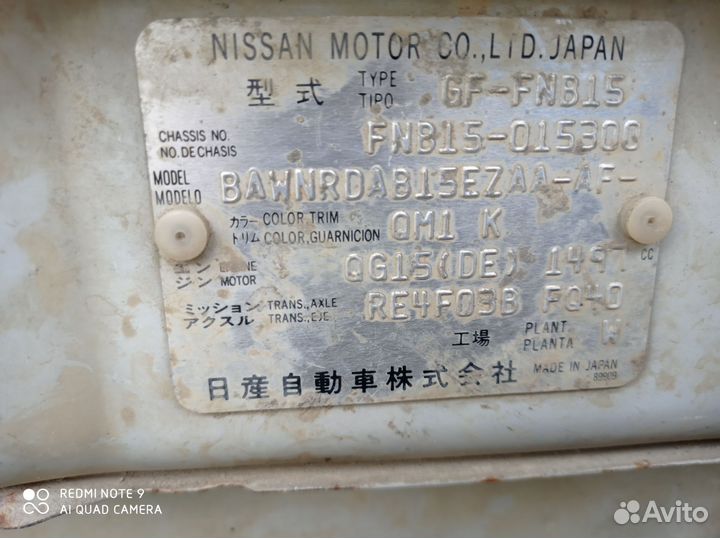 NISSAN MOTOR CO.,LTD. JAPAN
型式 TYPE TIPO GF-FNB15
CHASSIS NO. NO. DE CHASIS FNB15-015300
MODEL MODELO BAWNRDAB15EZAA-AF-
カラー COLOR, TRIM
トリム COLOR, GUARNICION QM1 K
エンジン ENGINE MOTOR QG15(DE) 1497 CC
ミッション TRANS., AXLE
アクスル TRANS., EJE RE4F03B FQ40
工場 PLANT PLANTA W
日産自動車株式会社 MADE IN JAPAN
89909
REDMI NOTE 9
AI QUAD CAMERA
Avito